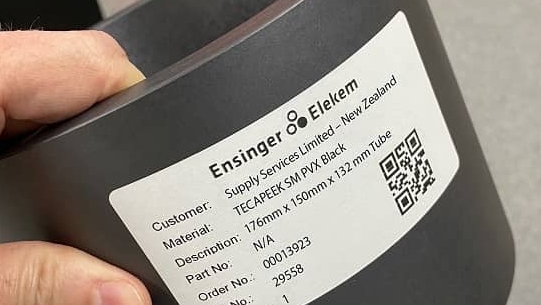 Ensinger Elekem
Customer: Supply Services Limited – New Zealand
Material: TECAPEEK SM PVX Black
Description: 176mm x 150mm x 132 mm Tube
Part No: N/A
Order No.: 00013923
No.: 29558
1